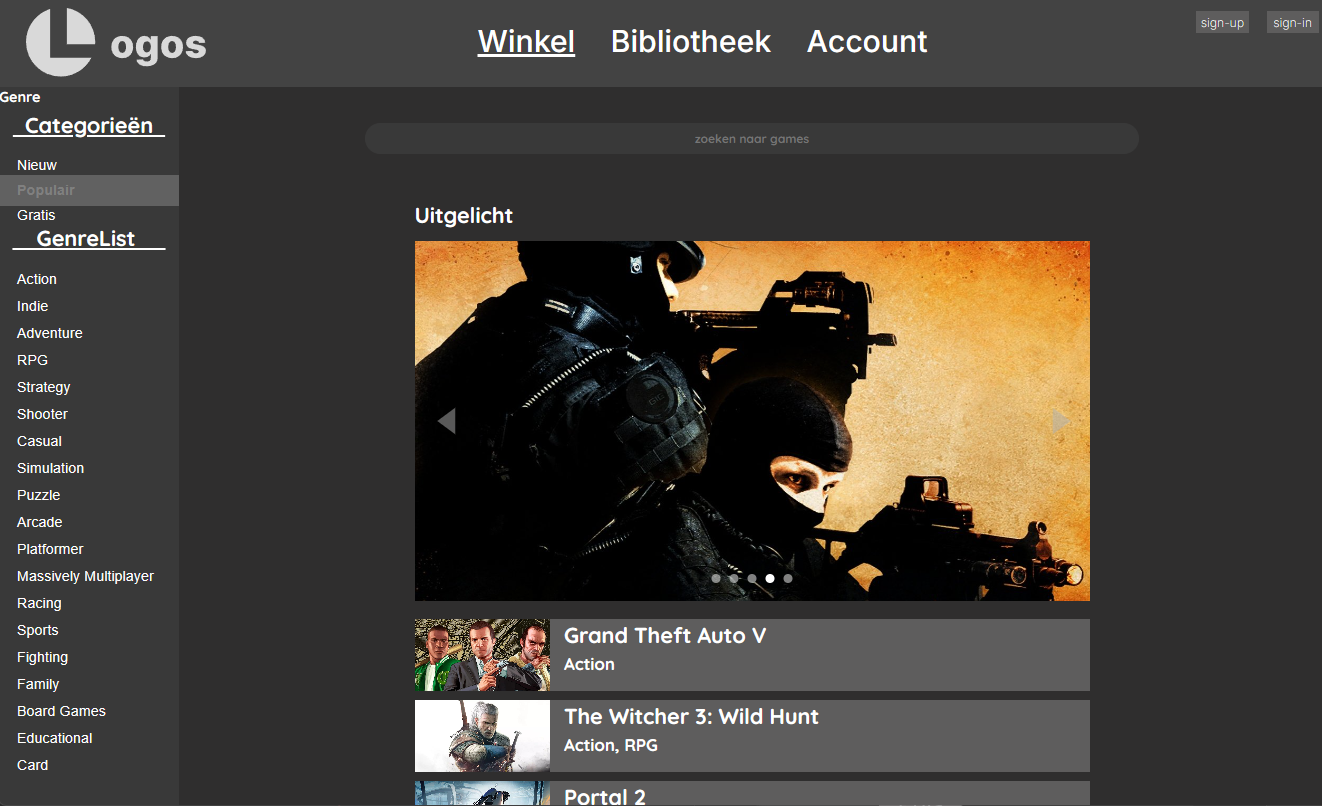 Logos
Winkel Bibliotheek Account
sign-up sign-in
Genre
Categorieën
Nieuw
Populair
Gratis
GenreList
Action
Indie
Adventure
RPG
Strategy
Shooter
Casual
Simulation
Puzzle
Arcade
Platformer
Massively Multiplayer
Racing
Sports
Fighting
Family
Board Games
Educational
Card
zoeken naar games
Uitgelicht
Grand Theft Auto V
Action
The Witcher 3: Wild Hunt
Action, RPG
Portal 2